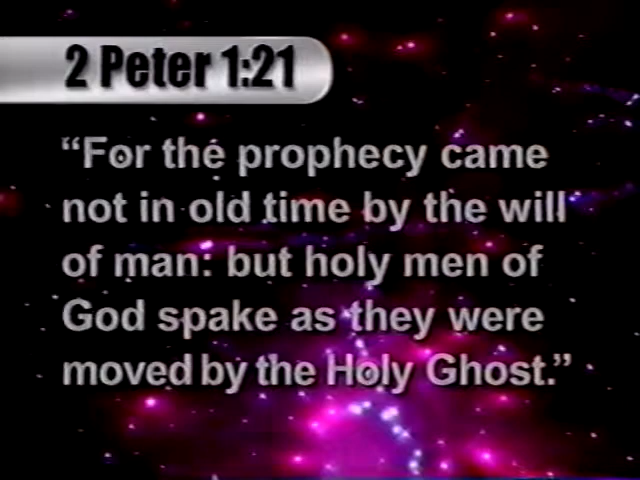 2 Peter 1:21
“For the prophecy came
not in old time by the will
of man: but holy men of
God spake as they were
moved by the Holy Ghost.”